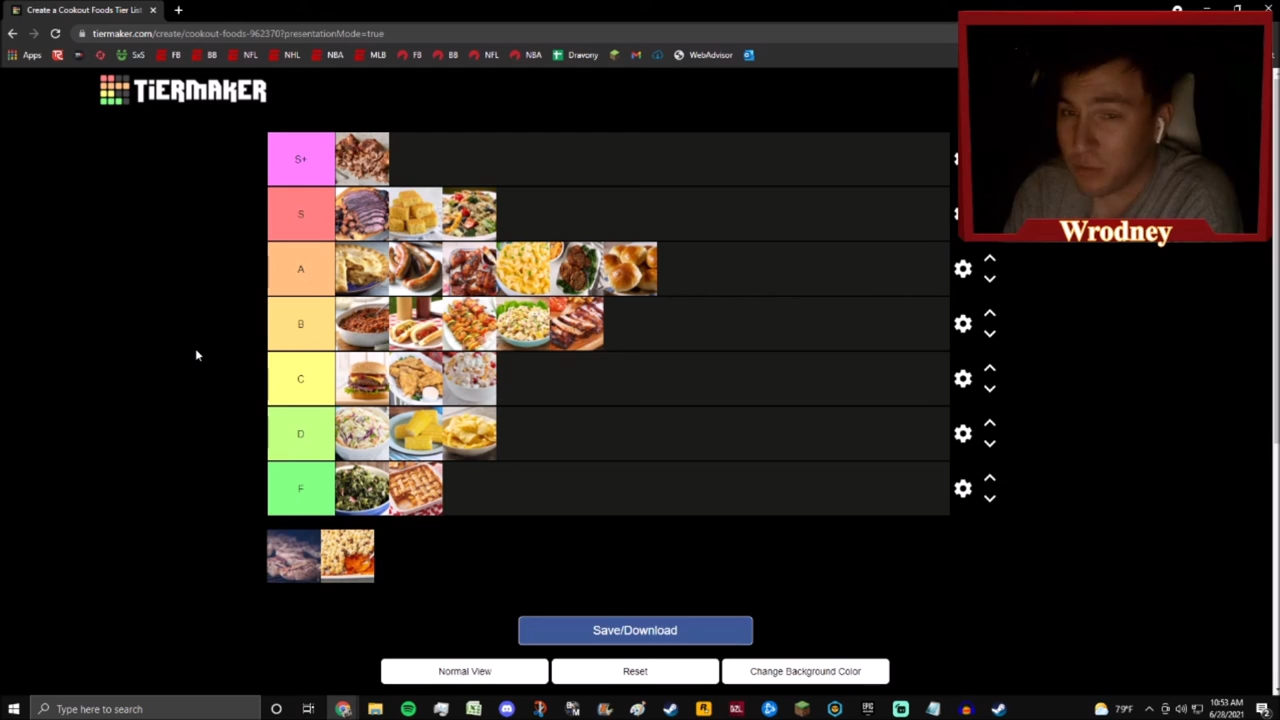 Create a Cookout Foods Tier List
tiermaker.com/create/cookout-foods-962370?presentationMode=true
Apps SxS FB BB NFL NHL NBA MLB FB BB NFL NBA Dravony WebAdvisor
TiERMAKER
Wrodney
S+
S
A
B
C
D
F
Save/Download
Normal View Reset Change Background Color
Type here to search
79°F
10:53 AM
6/28/2021